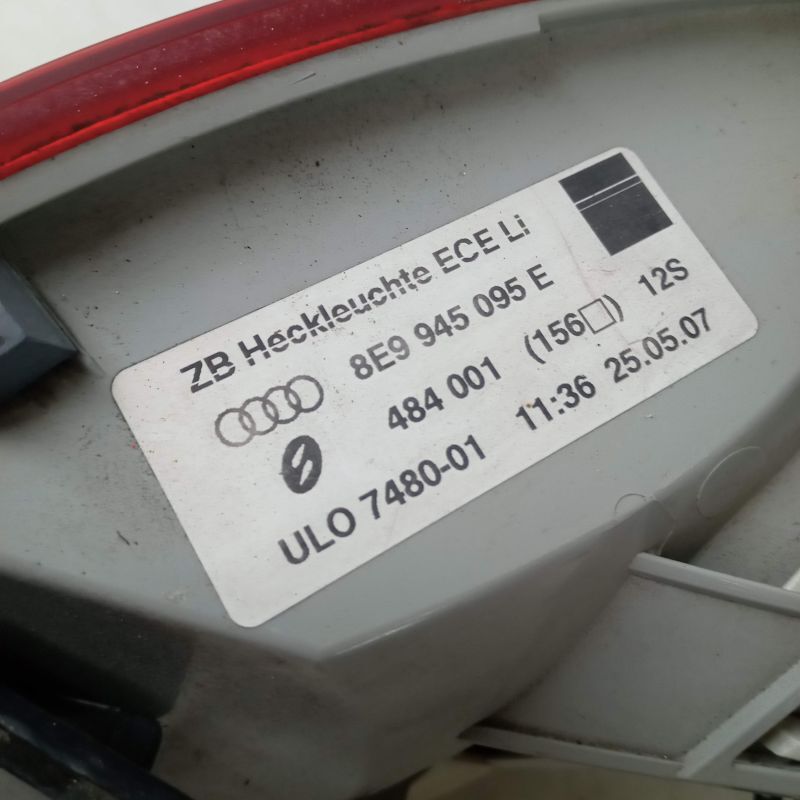 ZB Heckleuchte ECE Li
8E9 945 095 E
484 001 (156□) 12S
ULO 7480-01 11:36 25.05.07